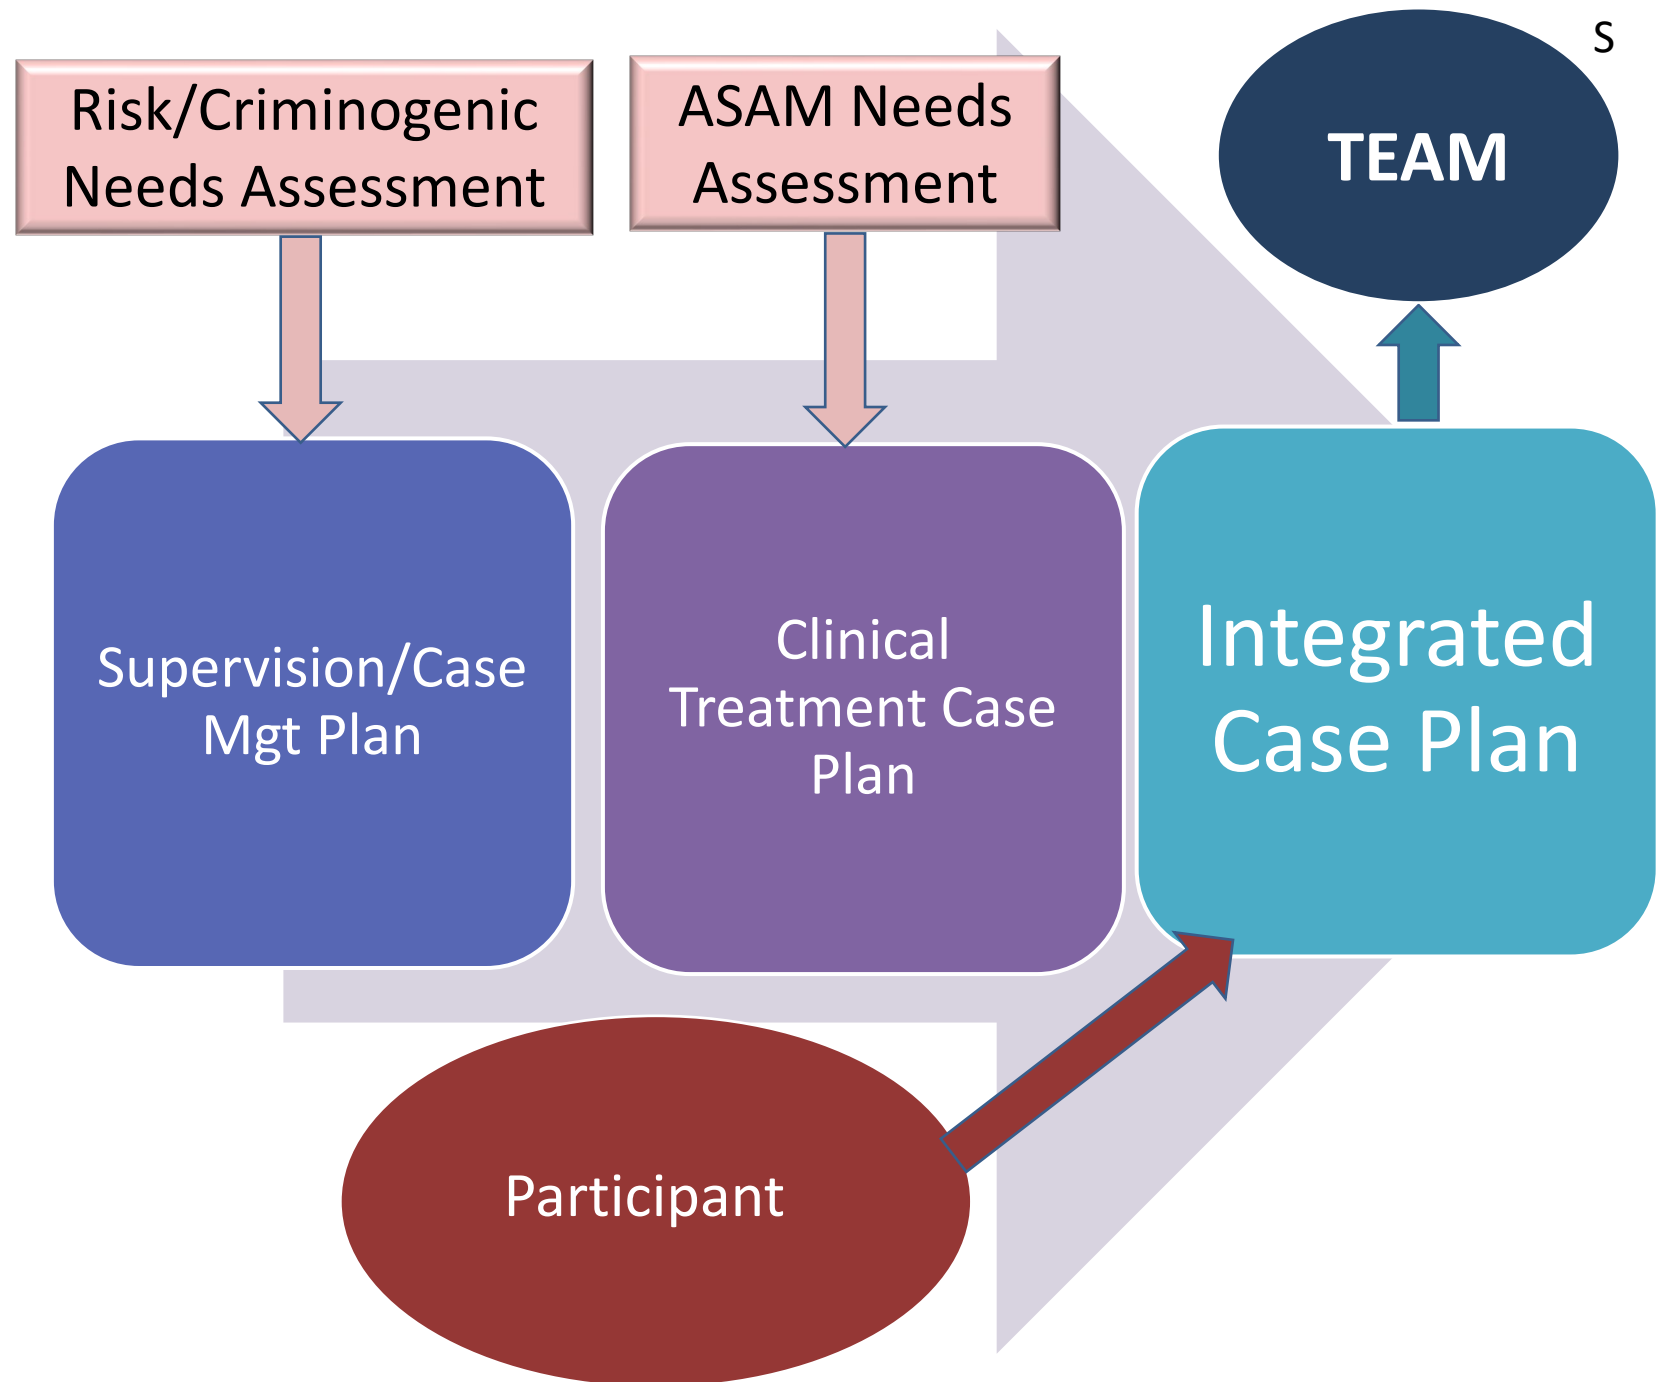 Risk/Criminogenic
Needs Assessment
ASAM Needs
Assessment
TEAM
S
Supervision/Case
Mgt Plan
Clinical
Treatment Case
Plan
Integrated
Case Plan
Participant